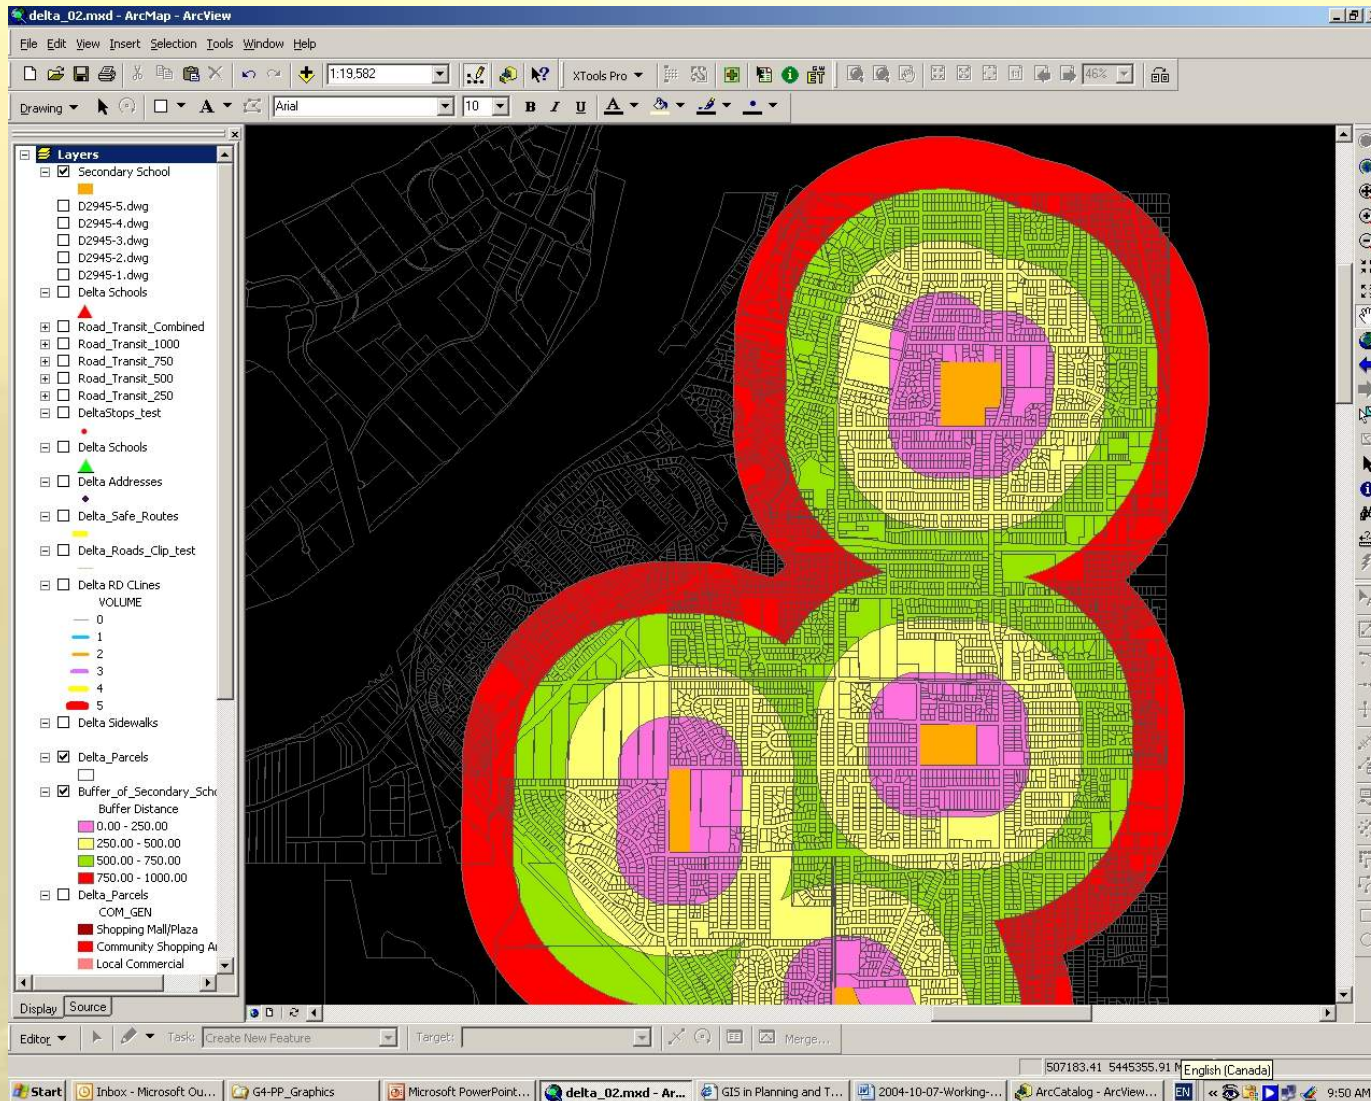 delta_02.mxd - ArcMap - ArcView
File Edit View Insert Selection Tools Window Help
1:19,582 XTools Pro ET 46%
Drawing A Arial 10 B I U A
Layers
Secondary School
D2945-5.dwg
D2945-4.dwg
D2945-3.dwg
D2945-2.dwg
D2945-1.dwg
Delta Schools
Road_Transit_Combined
Road_Transit_1000
Road_Transit_750
Road_Transit_500
Road_Transit_250
DeltaStops_test
Delta Schools
Delta Addresses
Delta_Safe_Routes
Delta_Roads_Clip_test
Delta RD CLines
VOLUME
0
1
2
3
4
5
Delta Sidewalks
Delta_Parcels
Buffer_of_Secondary_Scho
Buffer Distance
0.00 - 250.00
250.00 - 500.00
500.00 - 750.00
750.00 - 1000.00
Delta_Parcels
COM_GEN
Shopping Mall/Plaza
Community Shopping A
Local Commercial
Display Source
Editor Task: Create New Feature Target: Merge...
507183.41 5445355.91 M
English (Canada)
Start Inbox - Microsoft Ou... G4-PP_Graphics Microsoft PowerPoint... delta_02.mxd - Ar... GIS in Planning and T... 2004-10-07-Working-... ArcCatalog - ArcView... EN « 9:50 AM